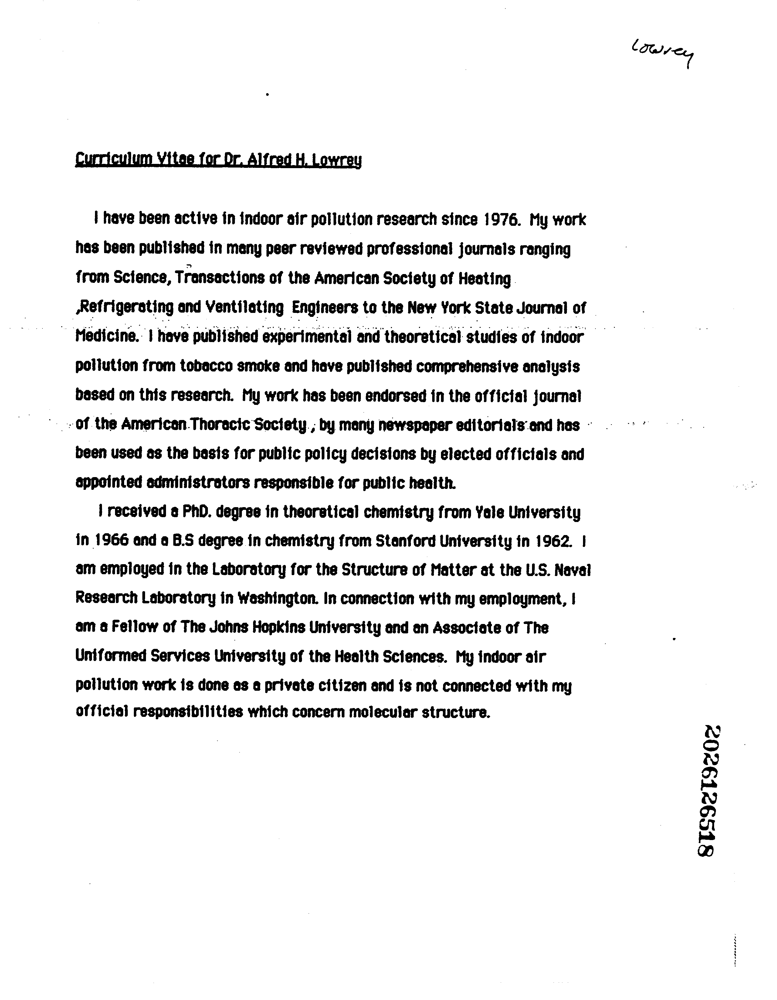 Lowrey
Curriculum Vitae for Dr. Alfred H. Lowrey
I have been active in indoor air pollution research since 1976. My work
has been published in many peer reviewed professional journals ranging
from Science, Transactions of the American Society of Heating
,Refrigerating and Ventilating Engineers to the New York State Journal of
Medicine. I have published experimental and theoretical studies of indoor
pollution from tobacco smoke and have published comprehensive analysis
based on this research. My work has been endorsed in the official journal
of the American Thoracic Society , by many newspaper editorials and has
been used as the basis for public policy decisions by elected officials and
appointed administrators responsible for public health.
I received a PhD. degree in theoretical chemistry from Yale University
in 1966 and a B.S degree in chemistry from Stanford University in 1962. I
am employed in the Laboratory for the Structure of Matter at the U.S. Naval
Research Laboratory in Washington. In connection with my employment, I
am a Fellow of The Johns Hopkins University and an Associate of The
Uniformed Services University of the Health Sciences. My indoor air
pollution work is done as a private citizen and is not connected with my
official responsibilities which concern molecular structure.
2026126518